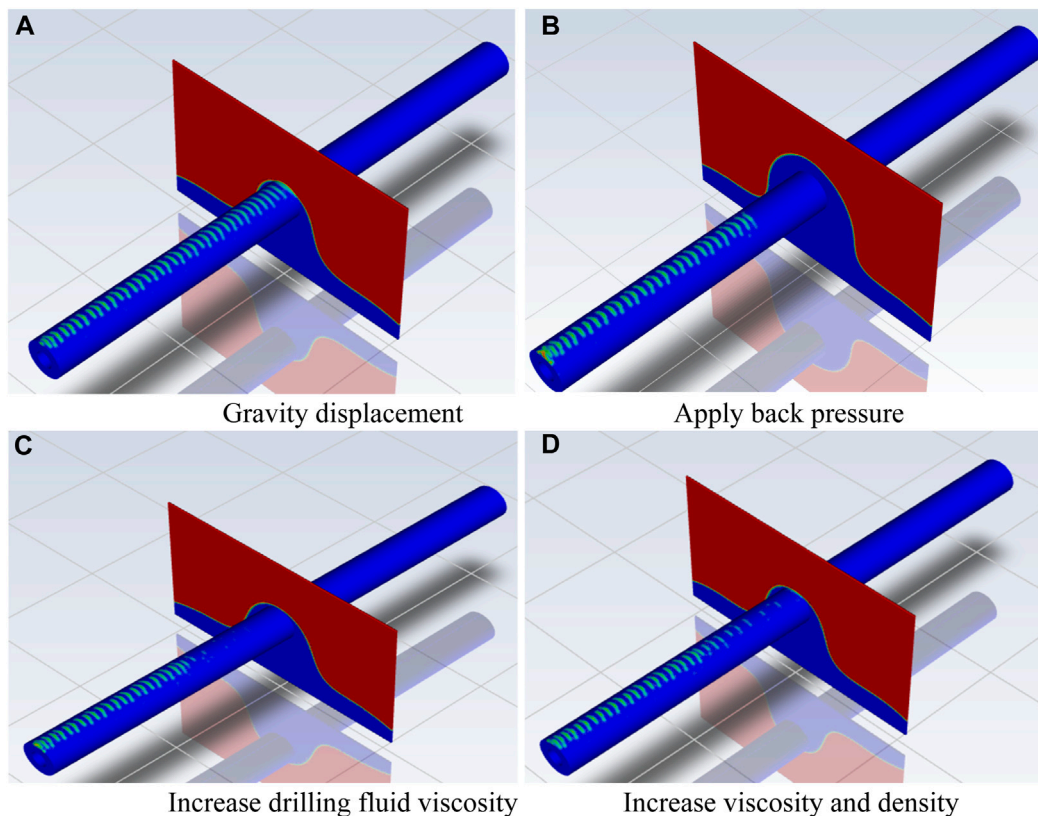 A
B
Gravity displacement
Apply back pressure
C
D
Increase drilling fluid viscosity
Increase viscosity and density